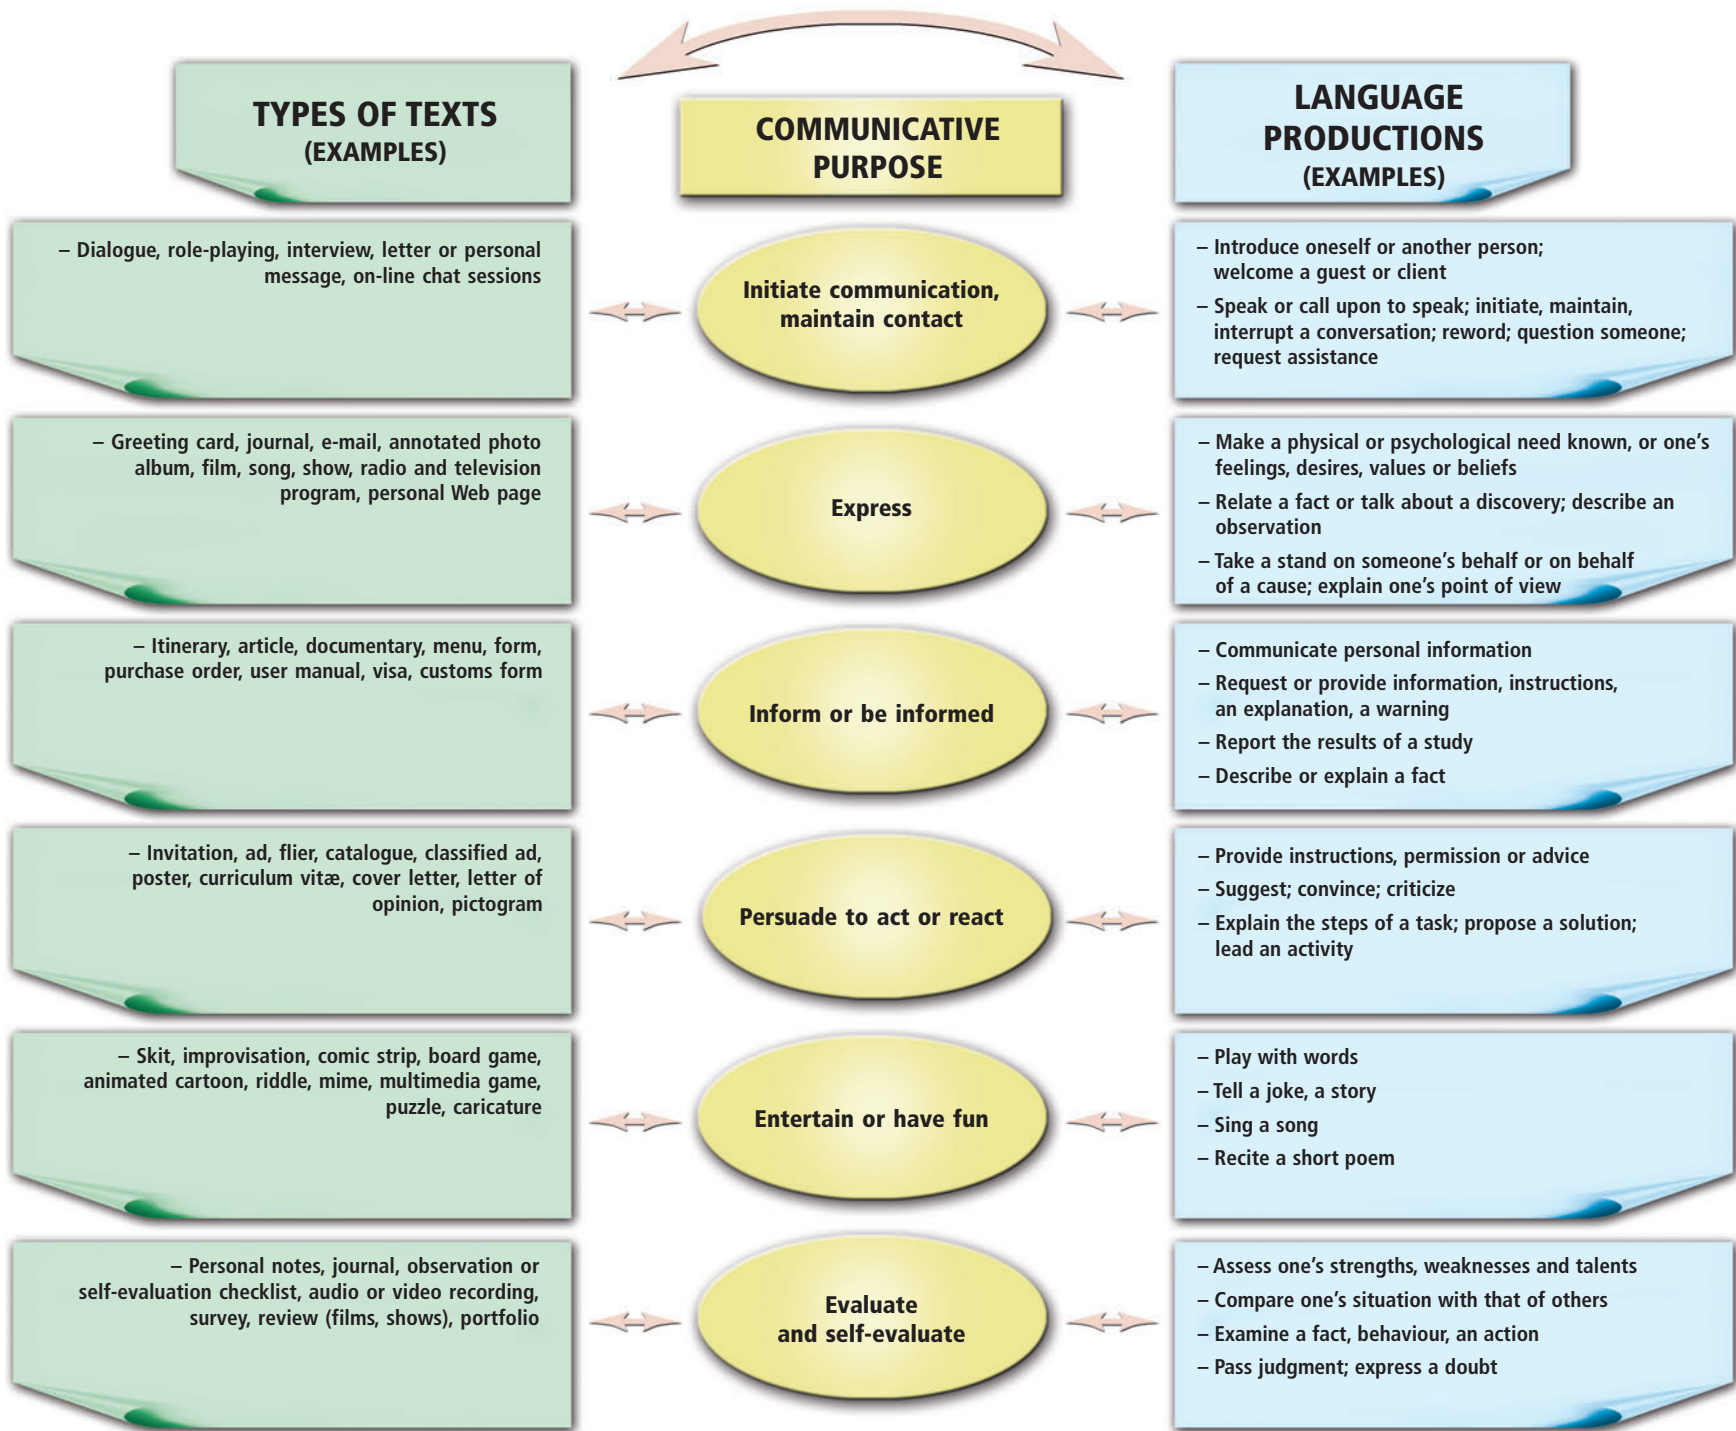 TYPES OF TEXTS
(EXAMPLES)
COMMUNICATIVE
PURPOSE
LANGUAGE
PRODUCTIONS
(EXAMPLES)
– Dialogue, role-playing, interview, letter or personal
message, on-line chat sessions
Initiate communication,
maintain contact
– Introduce oneself or another person;
welcome a guest or client
– Speak or call upon to speak; initiate, maintain,
interrupt a conversation; reword; question someone;
request assistance
– Greeting card, journal, e-mail, annotated photo
album, film, song, show, radio and television
program, personal Web page
Express
– Make a physical or psychological need known, or one’s
feelings, desires, values or beliefs
– Relate a fact or talk about a discovery; describe an
observation
– Take a stand on someone’s behalf or on behalf
of a cause; explain one’s point of view
– Itinerary, article, documentary, menu, form,
purchase order, user manual, visa, customs form
Inform or be informed
– Communicate personal information
– Request or provide information, instructions,
an explanation, a warning
– Report the results of a study
– Describe or explain a fact
– Invitation, ad, flier, catalogue, classified ad,
poster, curriculum vitæ, cover letter, letter of
opinion, pictogram
Persuade to act or react
– Provide instructions, permission or advice
– Suggest; convince; criticize
– Explain the steps of a task; propose a solution;
lead an activity
– Skit, improvisation, comic strip, board game,
animated cartoon, riddle, mime, multimedia game,
puzzle, caricature
Entertain or have fun
– Play with words
– Tell a joke, a story
– Sing a song
– Recite a short poem
– Personal notes, journal, observation or
self-evaluation checklist, audio or video recording,
survey, review (films, shows), portfolio
Evaluate
and self-evaluate
– Assess one’s strengths, weaknesses and talents
– Compare one’s situation with that of others
– Examine a fact, behaviour, an action
– Pass judgment; express a doubt